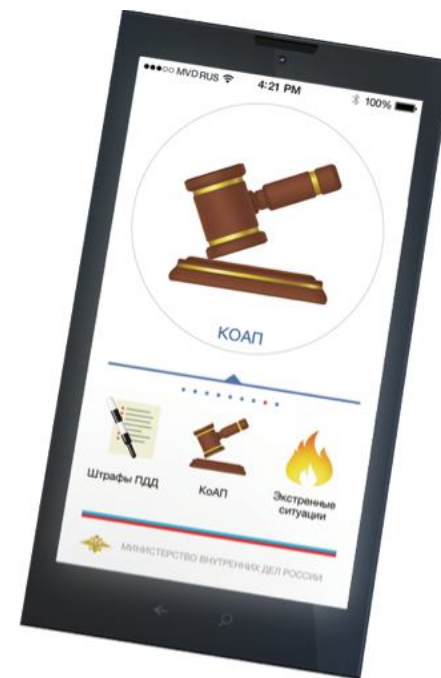 MVD RUS 4:21 PM 100%
КОАП
Штрафы ПДД КоАП Экстренные
ситуации
МИНИСТЕРСТВО ВНУТРЕННИХ ДЕЛ РОССИИ